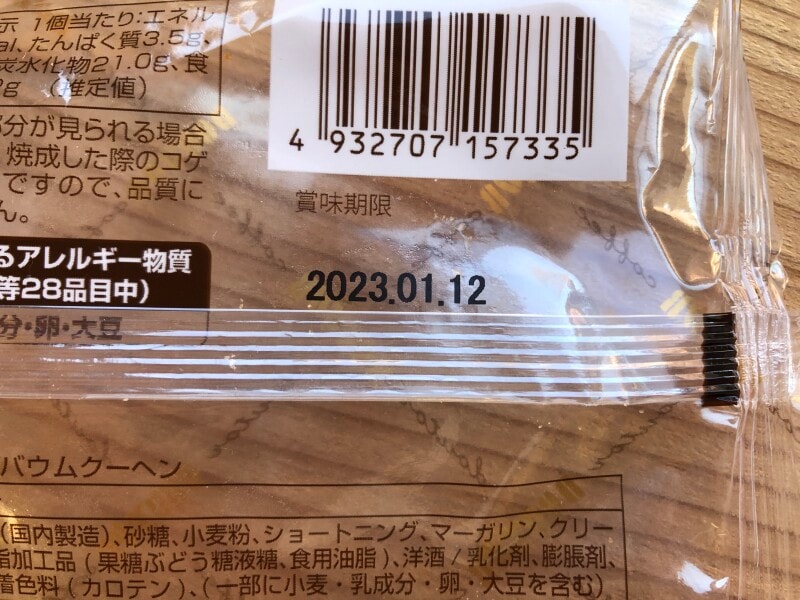 示 1個当たり:エネル
al、たんぱく質3.5g、
炭水化物21.0g、食
2g (推定値)
部分が見られる場合
、焼成した際のコゲ
ですので、品質に
ん。
4 932707 157335
賞味期限
るアレルギー物質
等28品目中)
分・卵・大豆
2023.01.12
バウムクーヘン
(国内製造)、砂糖、小麦粉、ショートニング、マーガリン、クリー
脂加工品(果糖ぶどう糖液糖、食用油脂)、洋酒/乳化剤、膨脹剤、
着色料(カロテン)、(一部に小麦・乳成分・卵・大豆を含む)